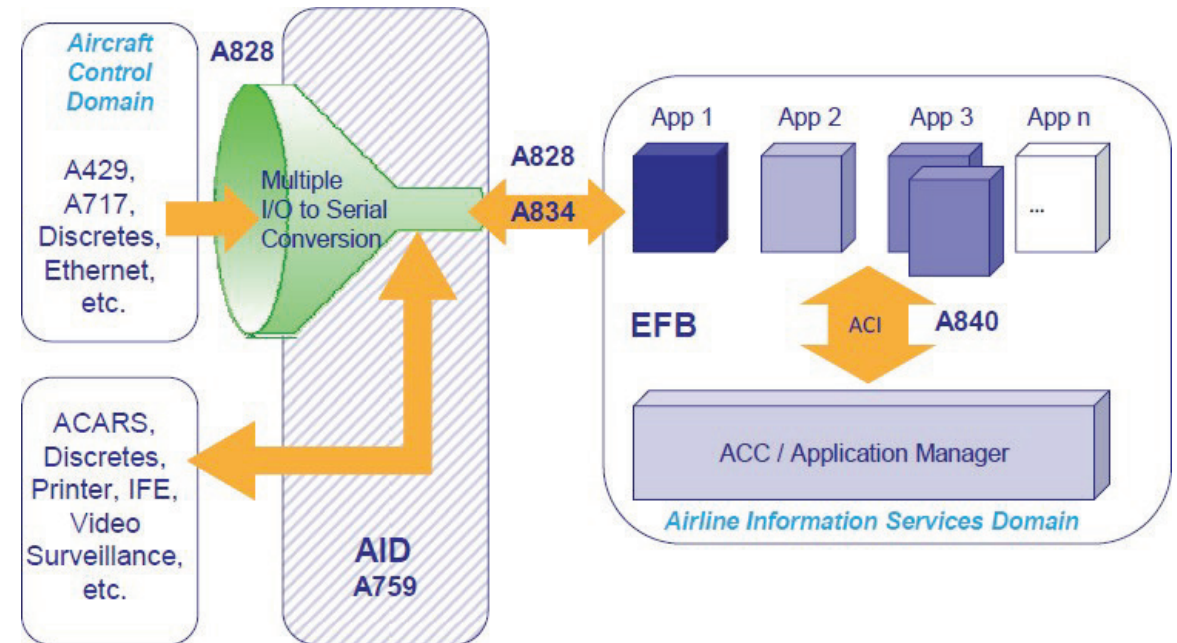 Aircraft
Control
Domain
A429,
A717,
Discretes,
Ethernet,
etc.
ACARS,
Discretes,
Printer, IFE,
Video
Surveillance,
etc.
A828
Multiple
I/O to Serial
Conversion
AID
A759
A828
A834
App 1
App 2
App 3
App n
...
EFB
ACI
A840
ACC / Application Manager
Airline Information Services Domain